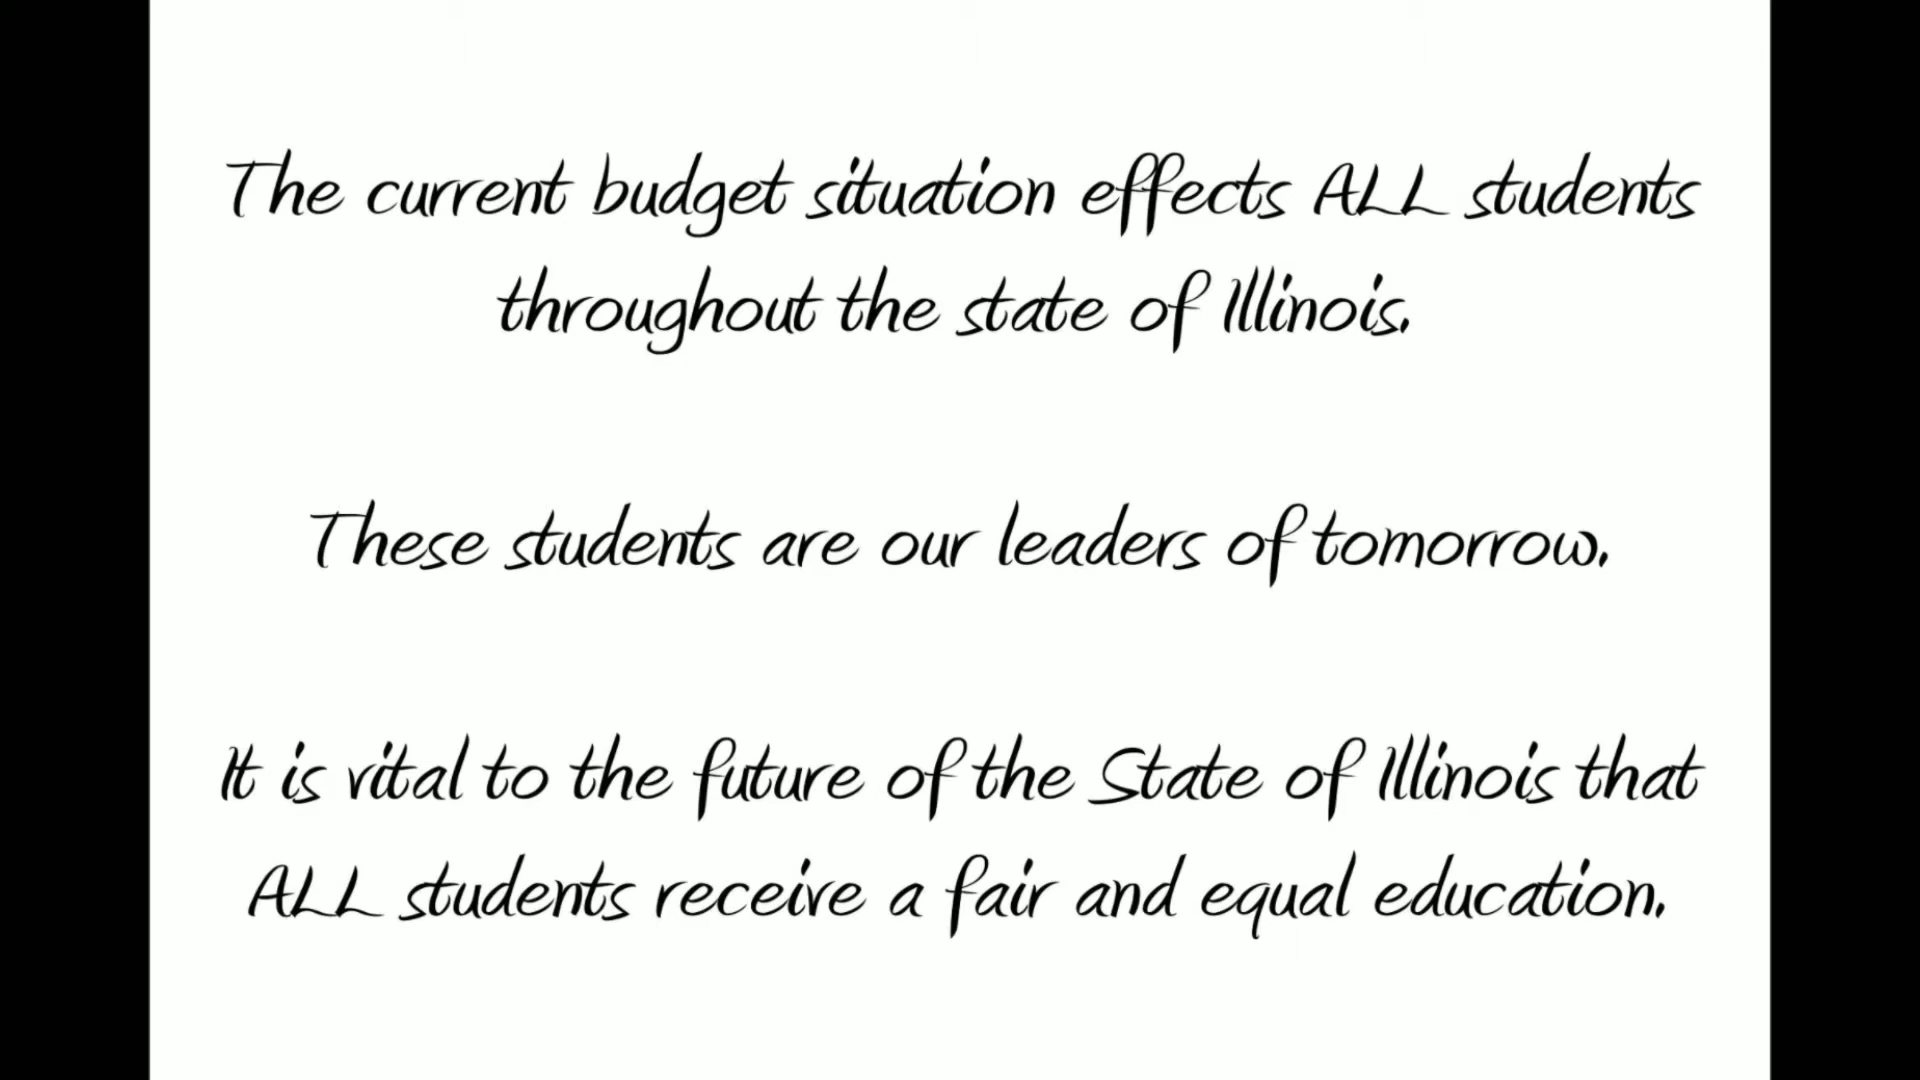 The current budget situation effects ALL students
throughout the state of Illinois.
These students are our leaders of tomorrow.
It is vital to the future of the State of Illinois that
ALL students receive a fair and equal education.